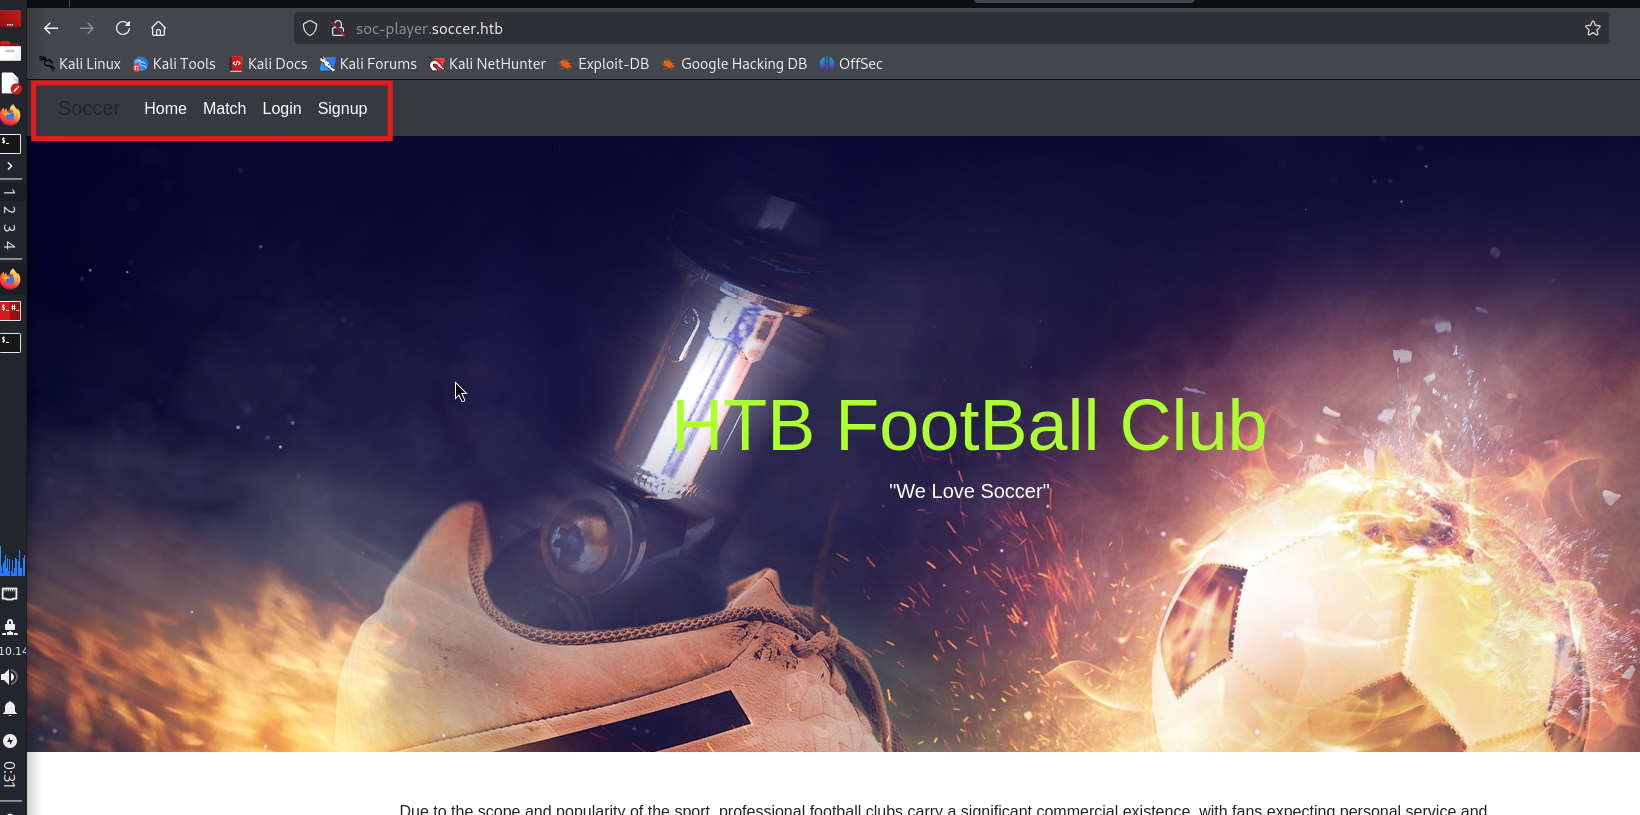 soc-player.soccer.htb
Kali Linux Kali Tools Kali Docs Kali Forums Kali NetHunter Exploit-DB Google Hacking DB OffSec
Soccer Home Match Login Signup
1
2
3
4
HTB FootBall Club
"We Love Soccer"
10.14
0:31
Due to the scope and popularity of the sport, professional football clubs carry a significant commercial existence, with fans expecting personal service and